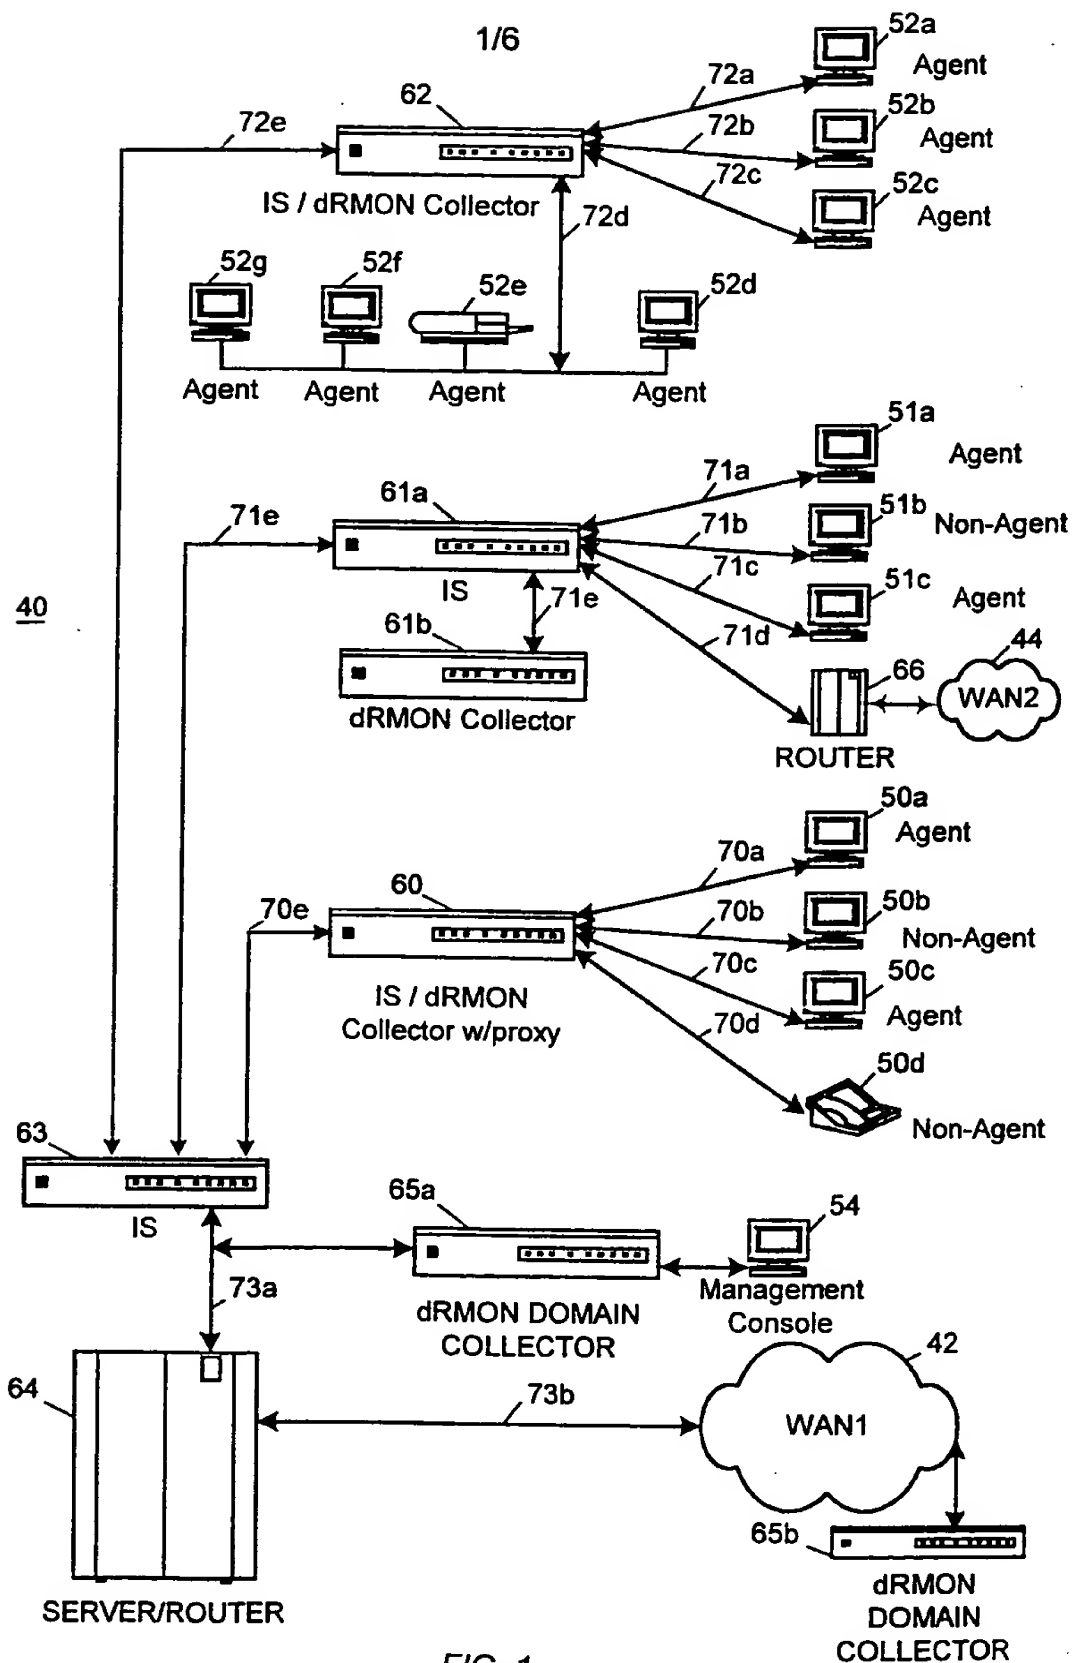 1/6
52a
Agent
72a
62
52b
72e
72b
Agent
72c
52c
IS / dRMON Collector
Agent
72d
52g
52f
52e
52d
Agent
Agent
Agent
Agent
51a
Agent
71a
61a
51b
71e
71b
Non-Agent
71c
IS
51c
71e
Agent
40
61b
71d
44
66
WAN2
dRMON Collector
ROUTER
50a
Agent
70a
60
50b
70e
70b
Non-Agent
70c
50c
IS / dRMON
Collector w/proxy
Agent
70d
50d
Non-Agent
63
IS
65a
54
73a
Management
Console
dRMON DOMAIN
COLLECTOR
42
64
73b
WAN1
65b
SERVER/ROUTER
dRMON
DOMAIN
COLLECTOR
FIG. 1